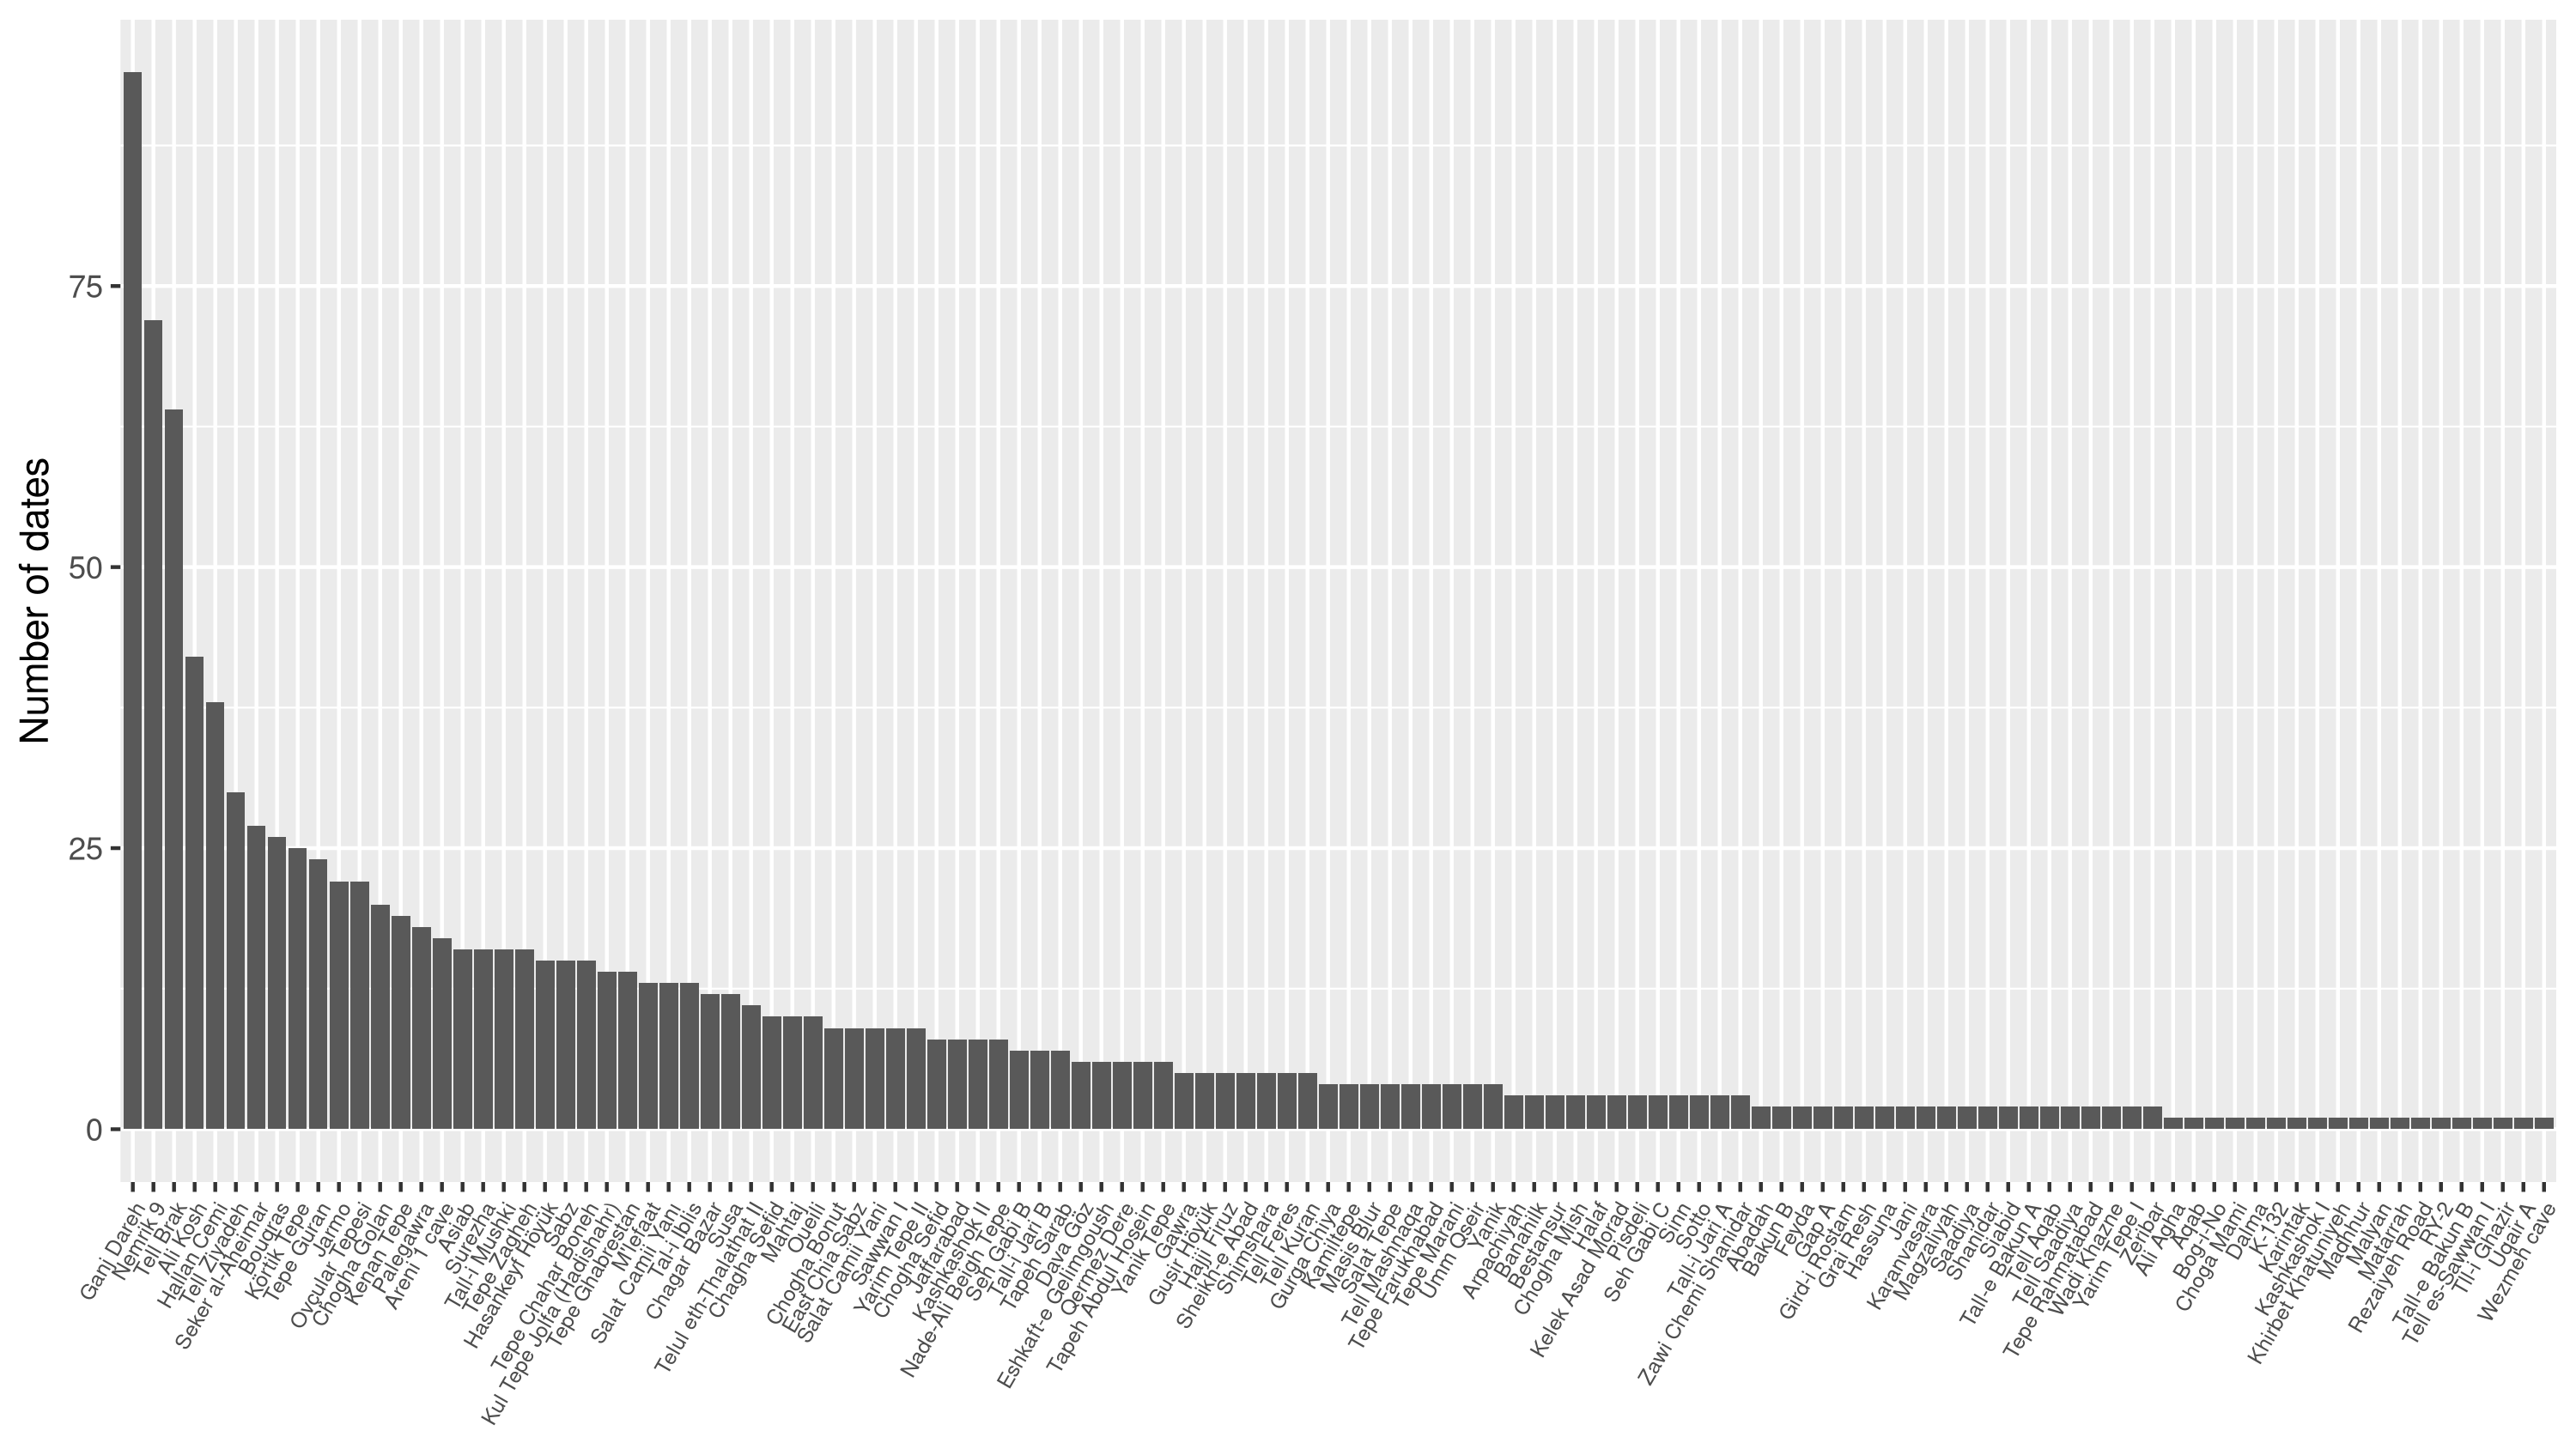 Number of dates
75
50
25
0
Ganj Dareh
Nemrik 9
Tell Brak
Ali Kosh
Hallan Cemi
Tell Ziyadeh
Seker al-Aheimar
Bouqras
Körtik Tepe
Tepe Guran
Jarmo
Ovçular Tepesi
Chogha Golan
Kenan Tepe
Palegawra
Areni 1 cave
Asiab
Surezha
Tall-i Mushki
Tepe Zagheh
Hasankeyf Höyük
Sabz
Tepe Chahar Boneh
Kul Tepe Jolfa (Hadishahr)
Tepe Ghabrestan
M'lefaat
Salat Camii Yani
Tal-i Iblis
Chagar Bazar
Susa
Telul eth-Thalathat II
Chagha Sefid
Mahtaj
Oueili
Chogha Bonut
East Chia Sabz
Salat Camii Yani
Sawwan I
Yarim Tepe II
Chogha Sefid
Jaffarabad
Kashkashok II
Nade-Ali Beigh Tepe
Seh Gabi B
Tall-i Jari B
Tapeh Sarab
Dava Göz
Eshkaft-e Gelimgoush
Qermez Dere
Tapeh Abdul Hosein
Yanik Tepe
Gawra
Gusir Höyük
Hajji Firuz
Sheikh-e Abad
Shimshara
Tell Feres
Tell Kuran
Gurga Chiya
Kamiltepe
Masis Blur
Salat Tepe
Tell Mashnaqa
Tepe Farukhabad
Tepe Marani
Umm Qseir
Yanik
Arpachiyah
Banahilk
Bestansur
Chogha Mish
Halaf
Kelek Asad Morad
Pisdeli
Seh Gabi C
Sinn
Sotto
Tall-i Jari A
Zawi Chemi Shanidar
Abadah
Bakun B
Feyda
Gap A
Gird-i Rostam
Grai Resh
Hassuna
Jani
Karanvasara
Magzaliyah
Saadiya
Shanidar
Siabid
Tall-e Bakun A
Tell Aqab
Tell Saadiya
Tepe Rahmatabad
Wadi Khazne
Yarim Tepe I
Zeribar
Ali Agha
Aqab
Bog-i-No
Choga Mami
Dalma
K-132
Karimtak
Kashkashok I
Khirbet Khatuniyeh
Madhhur
Malyan
Matarrah
Rezaiyeh Road
RY-2
Tall-e Bakun B
Tell es-Sawwan I
Tll-i Ghazir
Uqair A
Wezmeh cave